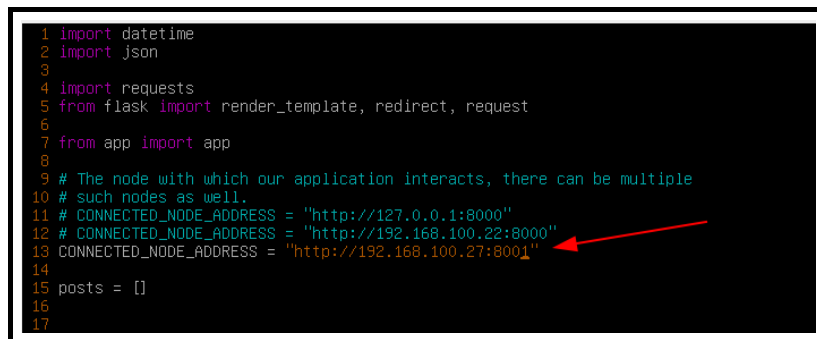 1 import datetime
2 import json
3
4 import requests
5 from flask import render_template, redirect, request
6
7 from app import app
8
9 # The node with which our application interacts, there can be multiple
10 # such nodes as well.
11 # CONNECTED_NODE_ADDRESS = "http://127.0.0.1:8000"
12 # CONNECTED_NODE_ADDRESS = "http://192.168.100.22:8000"
13 CONNECTED_NODE_ADDRESS = "http://192.168.100.27:8001"
14
15 posts = []
16
17